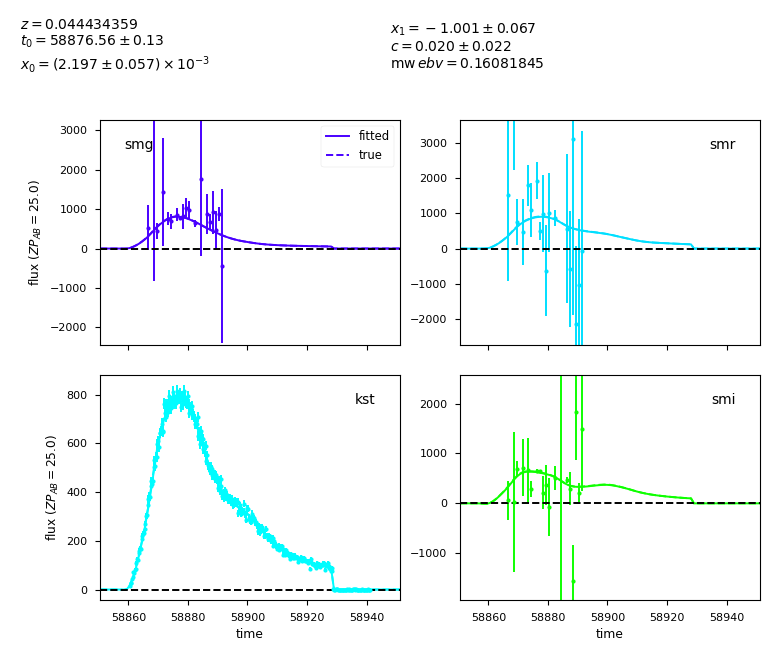 z = 0.044434359
t₀ = 58876.56 ± 0.13
x₀ = (2.197 ± 0.057) × 10⁻³
x₁ = −1.001 ± 0.067
c = 0.020 ± 0.022
mw ebv = 0.16081845
smg
fitted
true
3000
2000
1000
0
−1000
−2000
flux (ZP_AB = 25.0)
smr
3000
2000
1000
0
−1000
−2000
kst
800
600
400
200
0
flux (ZP_AB = 25.0)
58860 58880 58900 58920 58940
time
smi
2000
1000
0
−1000
58860 58880 58900 58920 58940
time